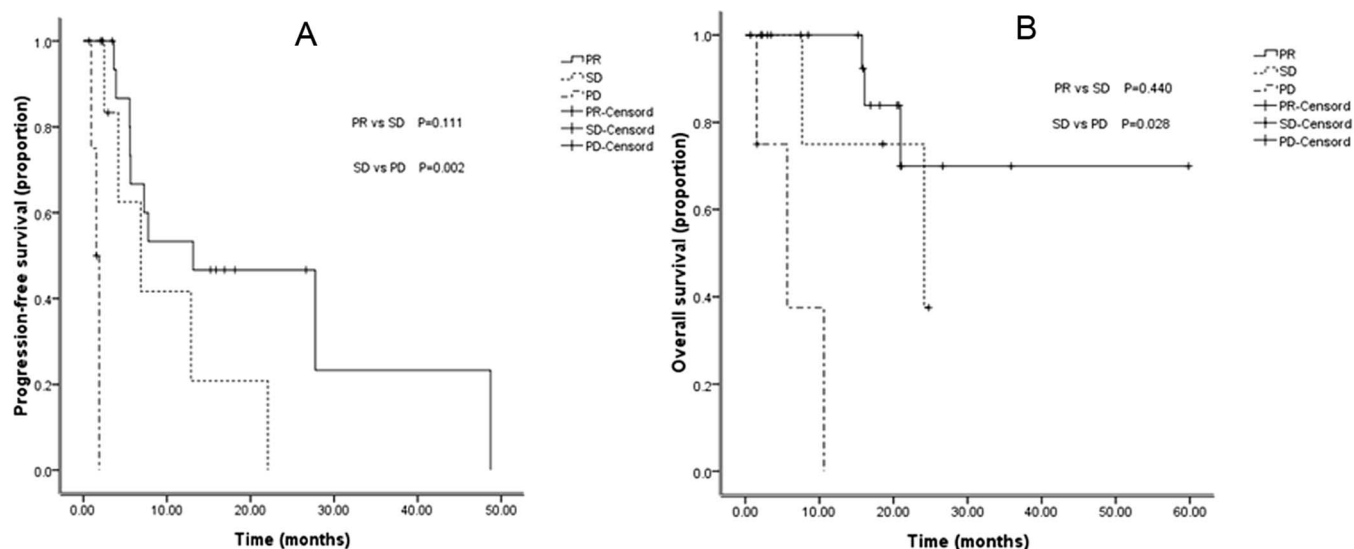 A
Progression-free survival (proportion)
1.0
0.8
0.6
0.4
0.2
0.0
0.00 10.00 20.00 30.00 40.00 50.00
Time (months)
PR vs SD P=0.111
SD vs PD P=0.002
PR
SD
PD
PR-Censord
SD-Censord
PD-Censord
B
Overall survival (proportion)
1.0
0.8
0.6
0.4
0.2
0.0
0.00 10.00 20.00 30.00 40.00 50.00 60.00
Time (months)
PR vs SD P=0.440
SD vs PD P=0.028
PR
SD
PD
PR-Censord
SD-Censord
PD-Censord